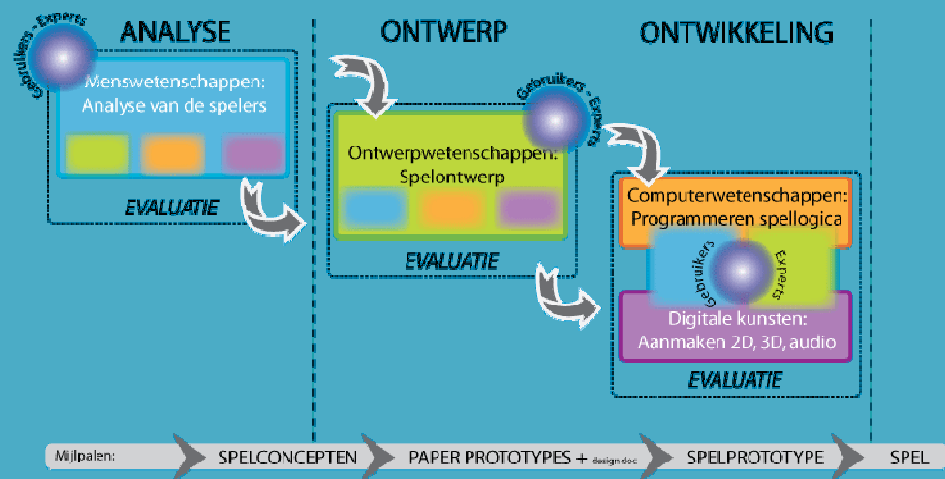 ANALYSE
ONTWERP
ONTWIKKELING
Gebruikers - Experts
Menswetenschappen:
Analyse van de spelers
EVALUATIE
Gebruikers - Experts
Ontwerpwetenschappen:
Spelontwerp
EVALUATIE
Computerwetenschappen:
Programmeren spellogica
Gebruikers
Experts
Digitale kunsten:
Aanmaken 2D, 3D, audio
EVALUATIE
Mijlpalen: SPELCONCEPTEN PAPER PROTOTYPES + design doc SPELPROTOTYPE SPEL